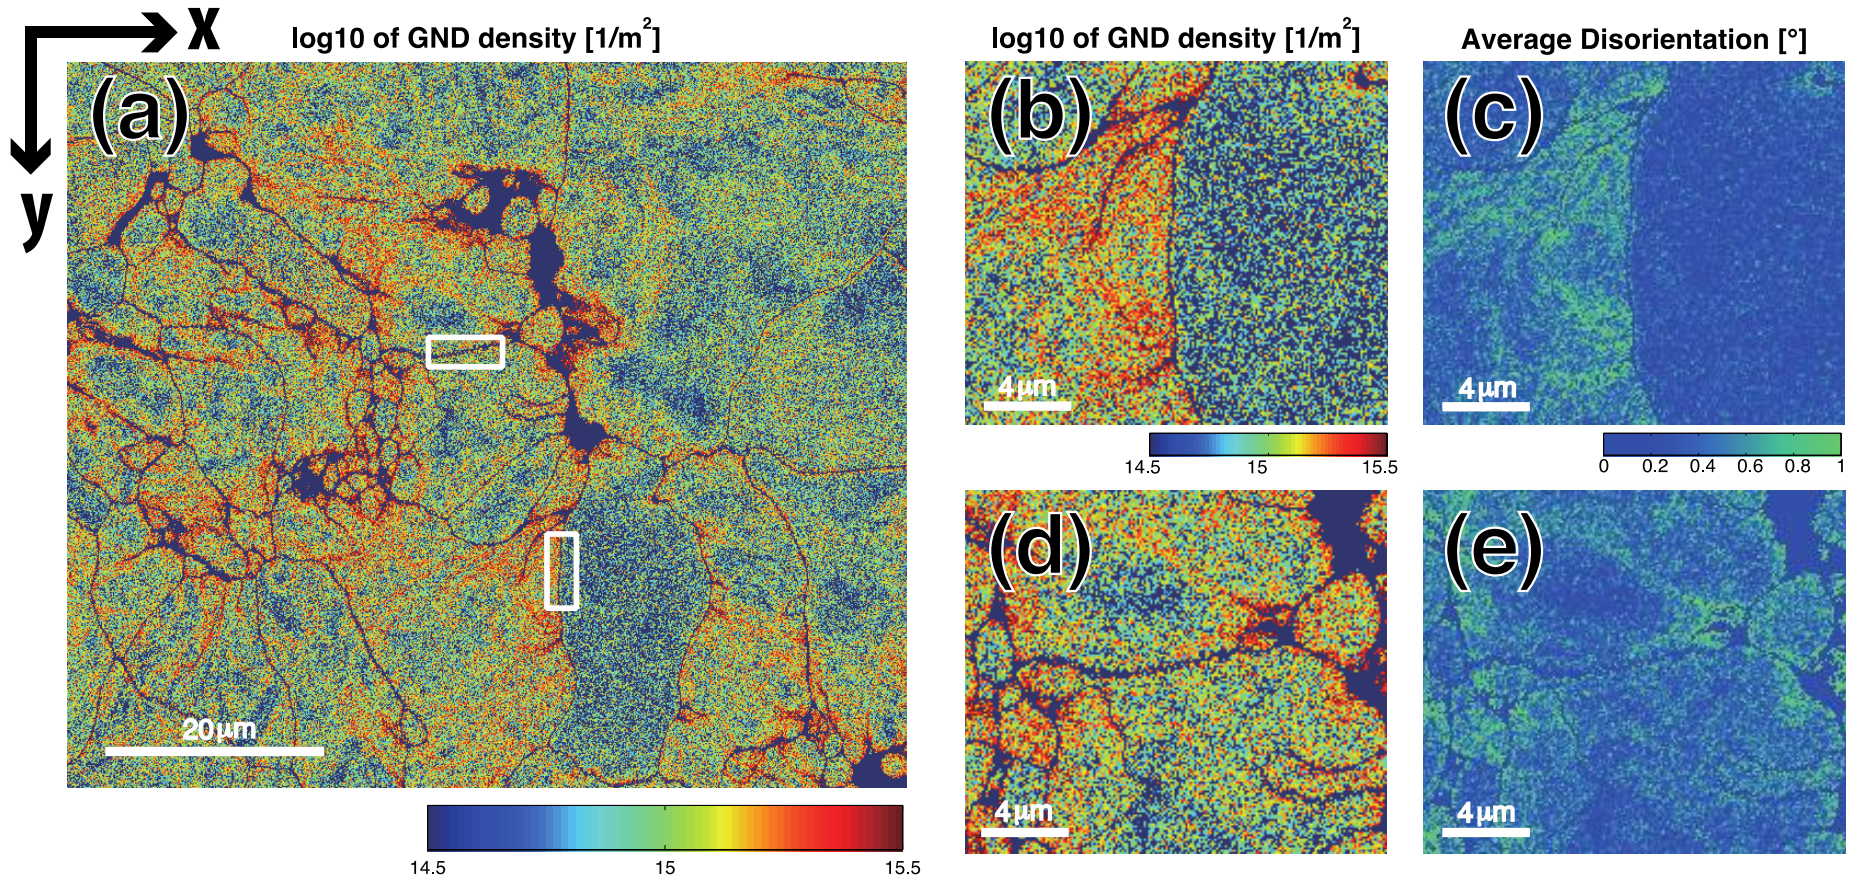 x
y
log10 of GND density [1/m²]
(a)
20μm
14.5 15 15.5
log10 of GND density [1/m²]
(b)
4μm
14.5 15 15.5
Average Disorientation [°]
(c)
4μm
0 0.2 0.4 0.6 0.8 1
(d)
4μm
(e)
4μm